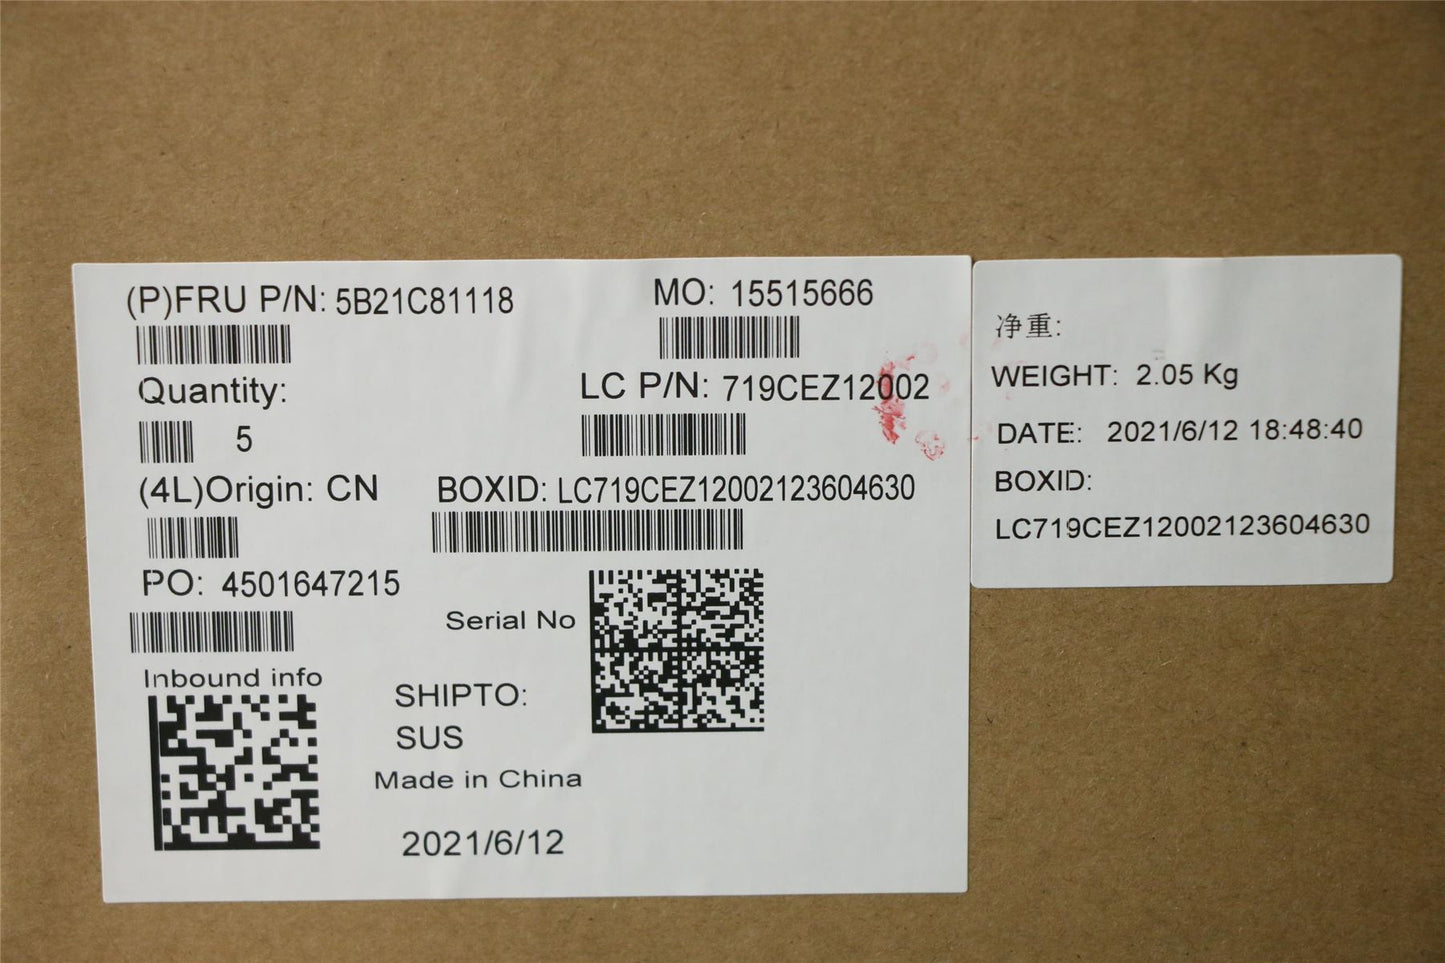 (P)FRU P/N: 5B21C81118
MO: 15515666
Quantity:
5
LC P/N: 719CEZ12002
(4L)Origin: CN
BOXID: LC719CEZ12002123604630
PO: 4501647215
Serial No
Inbound info
SHIPTO:
SUS
Made in China
2021/6/12
净重:
WEIGHT: 2.05 Kg
DATE: 2021/6/12 18:48:40
BOXID:
LC719CEZ12002123604630